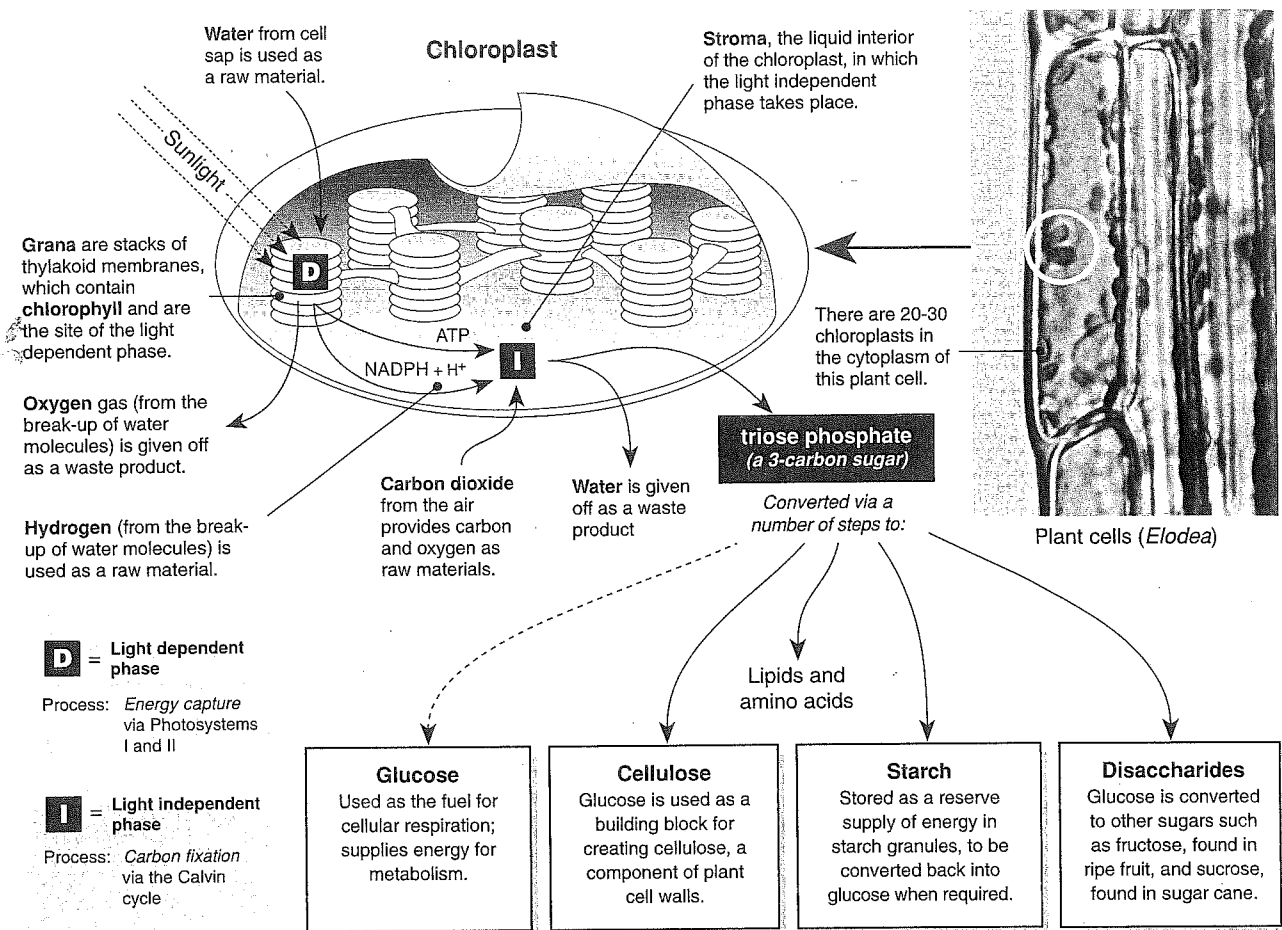 Chloroplast
Water from cell
sap is used as
a raw material.
Stroma, the liquid interior
of the chloroplast, in which
the light independent
phase takes place.
Sunlight
Grana are stacks of
thylakoid membranes,
which contain
chlorophyll and are
the site of the light
dependent phase.
D
ATP
NADPH + H+
I
There are 20-30
chloroplasts in
the cytoplasm of
this plant cell.
Oxygen gas (from the
break-up of water
molecules) is given off
as a waste product.
Carbon dioxide
from the air
provides carbon
and oxygen as
raw materials.
Water is given
off as a waste
product
triose phosphate
(a 3-carbon sugar)
Converted via a
number of steps to:
Plant cells (Elodea)
Hydrogen (from the break-
up of water molecules) is
used as a raw material.
D = Light dependent
phase
Process: Energy capture
via Photosystems
I and II
I = Light independent
phase
Process: Carbon fixation
via the Calvin
cycle
Lipids and
amino acids
Glucose
Used as the fuel for
cellular respiration;
supplies energy for
metabolism.
Cellulose
Glucose is used as a
building block for
creating cellulose, a
component of plant
cell walls.
Starch
Stored as a reserve
supply of energy in
starch granules, to be
converted back into
glucose when required.
Disaccharides
Glucose is converted
to other sugars such
as fructose, found in
ripe fruit, and sucrose,
found in sugar cane.